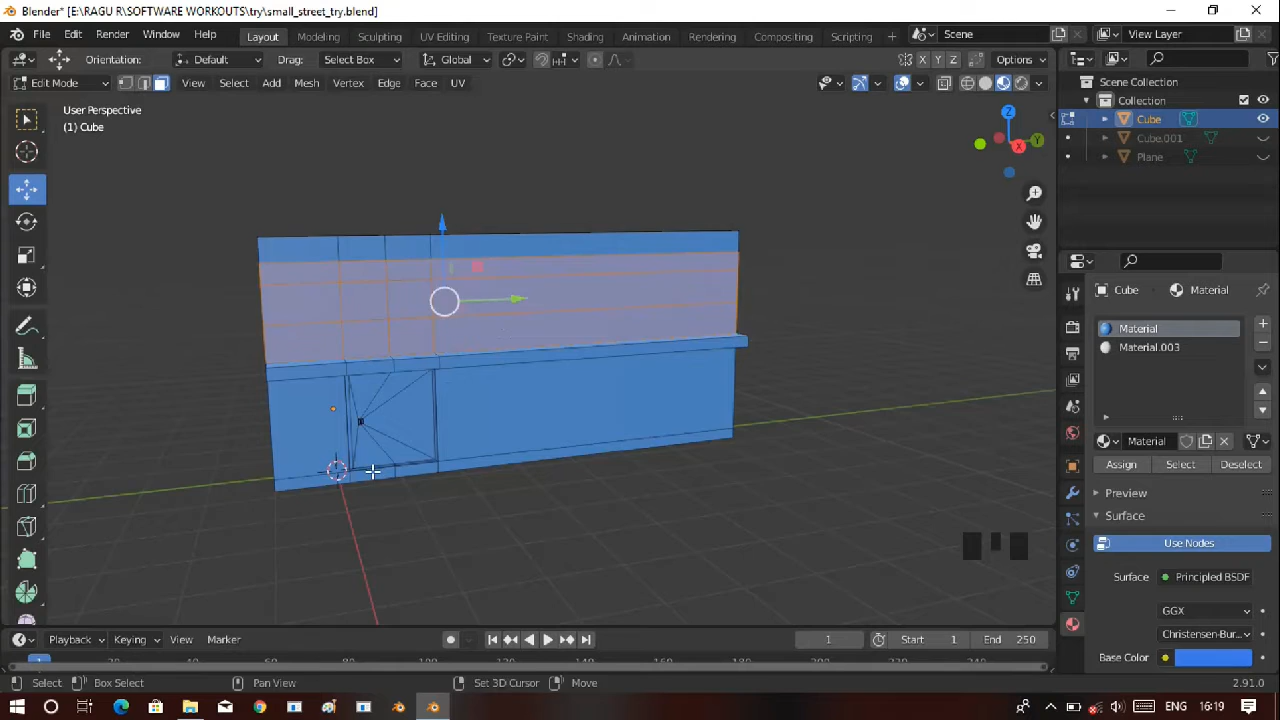 Blender* [E:\RAGU R\SOFTWARE WORKOUTS\try\small_street_try.blend]
File Edit Render Window Help Layout Modeling Sculpting UV Editing Texture Paint Shading Animation Rendering Compositing Scripting + Scene View Layer
Orientation: Default Drag: Select Box Global X Y Z Options
Edit Mode View Select Add Mesh Vertex Edge Face UV
User Perspective
(1) Cube
Z
Y
X
Scene Collection
Collection
Cube
Cube.001
Plane
Cube Material
Material
Material.003
Material
Assign Select Deselect
Preview
Surface
Use Nodes
Surface Principled BSDF
GGX
Christensen-Bur...
Base Color
Playback Keying View Marker 1 Start 1 End 250
1 60 80 100
Select Box Select Pan View Set 3D Cursor Move 2.91.0
ENG 16:19